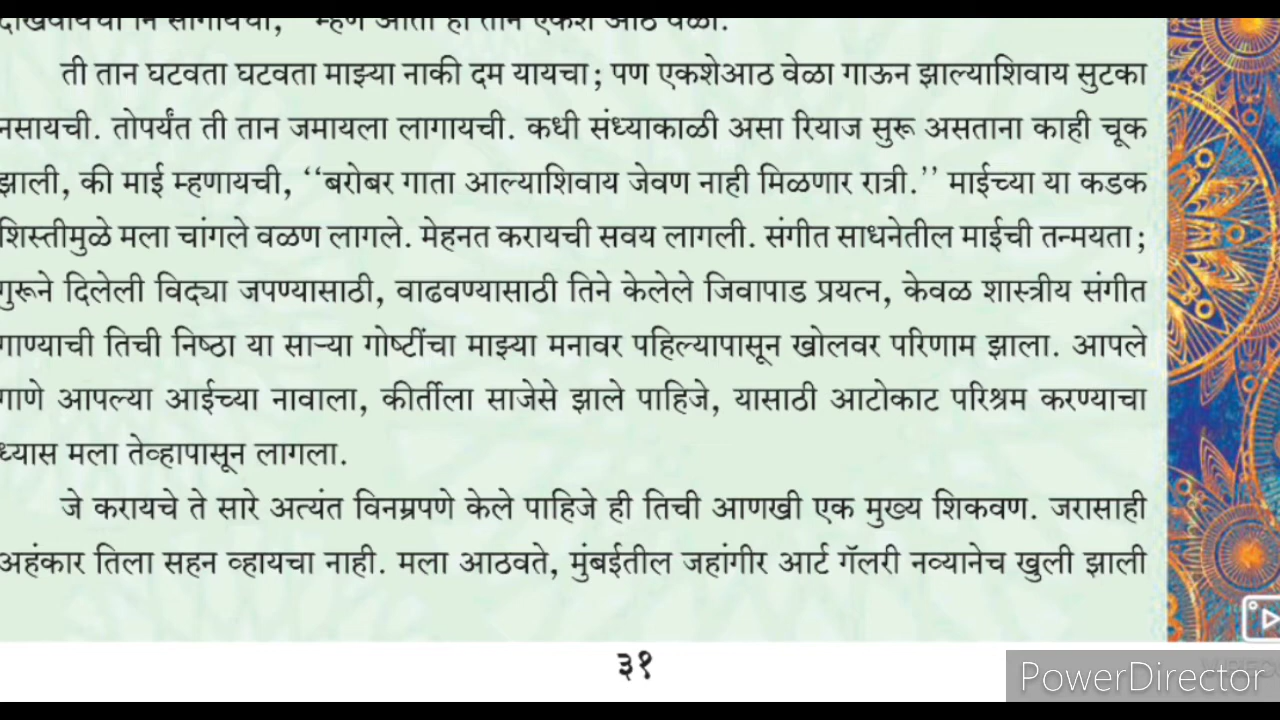 ती तान घटवता घटवता माझ्या नाकी दम यायचा; पण एकशेआठ वेळा गाऊन झाल्याशिवाय सुटका
नसायची. तोपर्यंत ती तान जमायला लागायची. कधी संध्याकाळी असा रियाज सुरू असताना काही चूक
झाली, की माई म्हणायची, ‘‘बरोबर गाता आल्याशिवाय जेवण नाही मिळणार रात्री.’’ माईच्या या कडक
शिस्तीमुळे मला चांगले वळण लागले. मेहनत करायची सवय लागली. संगीत साधनेतील माईची तन्मयता;
गुरूने दिलेली विद्या जपण्यासाठी, वाढवण्यासाठी तिने केलेले जिवापाड प्रयत्न, केवळ शास्त्रीय संगीत
गाण्याची तिची निष्ठा या साऱ्या गोष्टींचा माझ्या मनावर पहिल्यापासून खोलवर परिणाम झाला. आपले
गाणे आपल्या आईच्या नावाला, कीर्तीला साजेसे झाले पाहिजे, यासाठी आटोकाट परिश्रम करण्याचा
ध्यास मला तेव्हापासून लागला.
जे करायचे ते सारे अत्यंत विनम्रपणे केले पाहिजे ही तिची आणखी एक मुख्य शिकवण. जरासाही
अहंकार तिला सहन व्हायचा नाही. मला आठवते, मुंबईतील जहांगीर आर्ट गॅलरी नव्यानेच खुली झाली
३१
PowerDirector